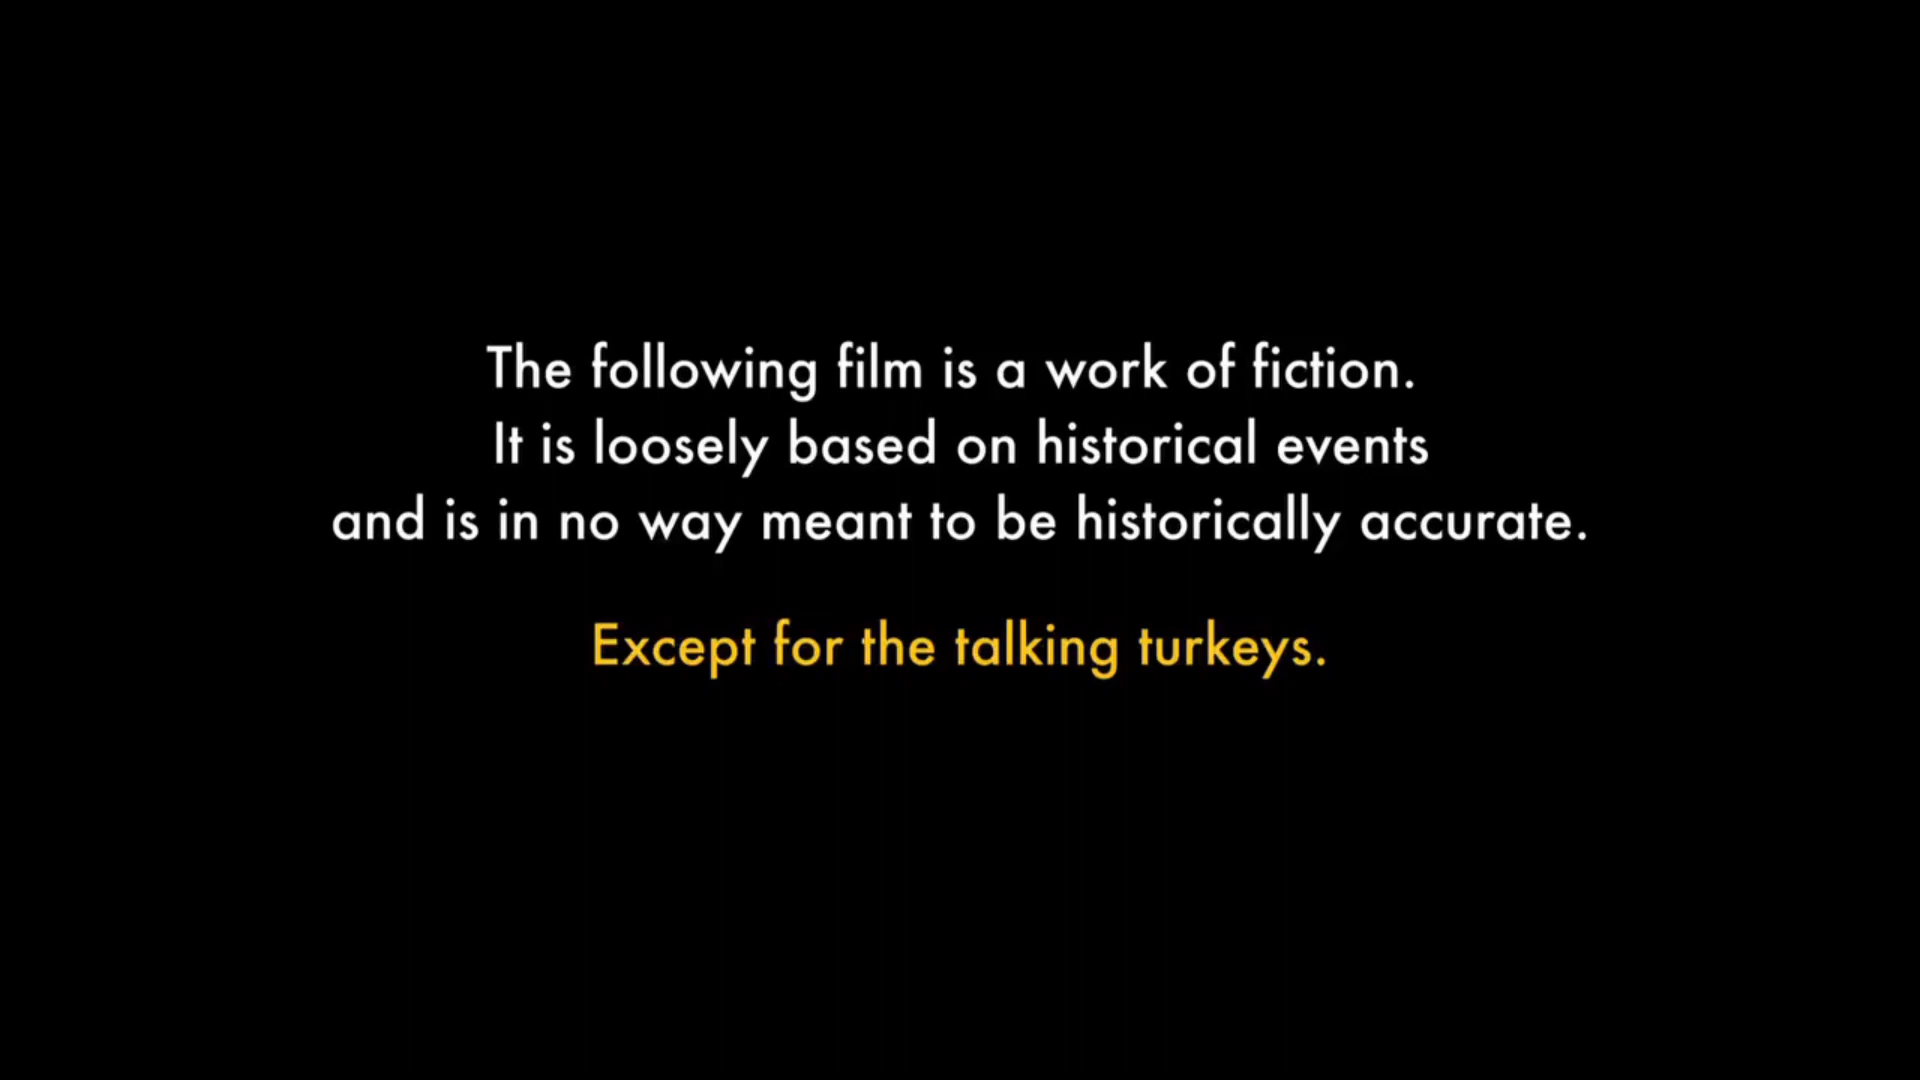 The following film is a work of fiction.
It is loosely based on historical events
and is in no way meant to be historically accurate.
Except for the talking turkeys.